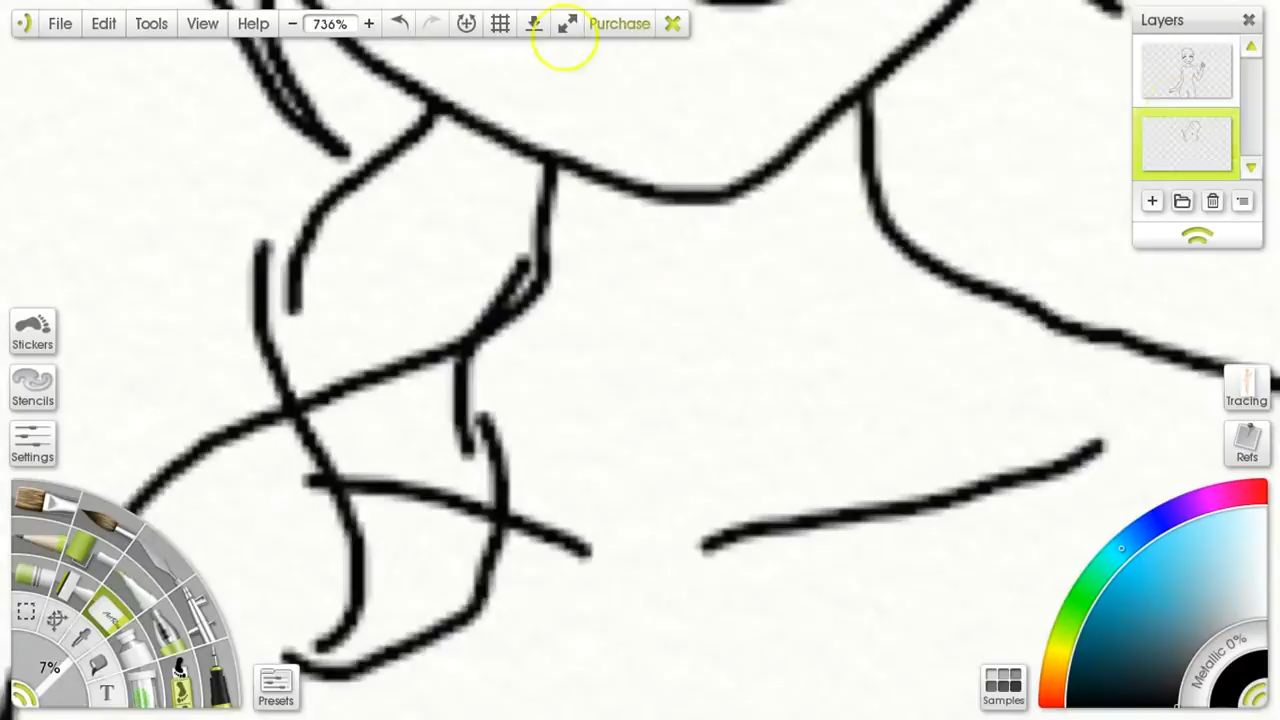 File Edit Tools View Help 736% Purchase
Layers
Stickers
Stencils
Settings
Tracing
Refs
7%
T
Presets
Samples
Metallic 0%